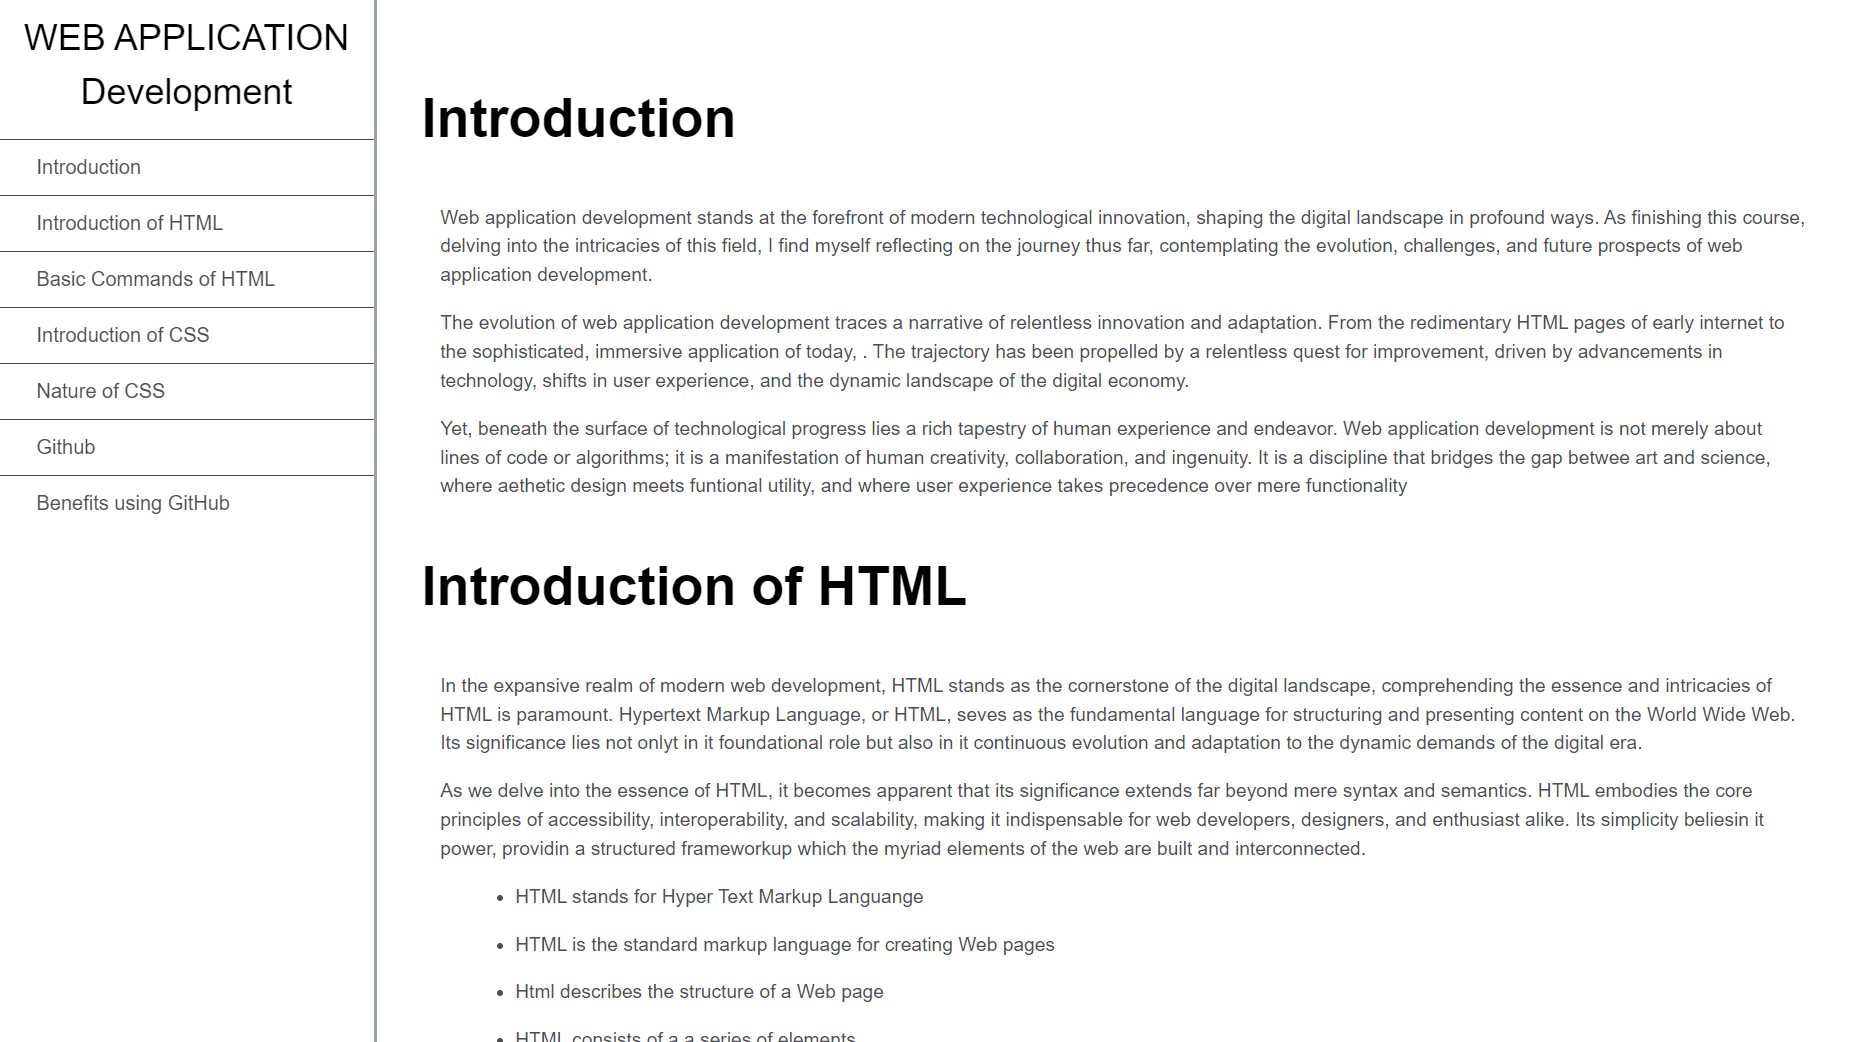 WEB APPLICATION
Development
Introduction
Introduction of HTML
Basic Commands of HTML
Introduction of CSS
Nature of CSS
Github
Benefits using GitHub
Introduction
Web application development stands at the forefront of modern technological innovation, shaping the digital landscape in profound ways. As finishing this course,
delving into the intricacies of this field, I find myself reflecting on the journey thus far, contemplating the evolution, challenges, and future prospects of web
application development.
The evolution of web application development traces a narrative of relentless innovation and adaptation. From the redimentary HTML pages of early internet to
the sophisticated, immersive application of today, . The trajectory has been propelled by a relentless quest for improvement, driven by advancements in
technology, shifts in user experience, and the dynamic landscape of the digital economy.
Yet, beneath the surface of technological progress lies a rich tapestry of human experience and endeavor. Web application development is not merely about
lines of code or algorithms; it is a manifestation of human creativity, collaboration, and ingenuity. It is a discipline that bridges the gap betwee art and science,
where aethetic design meets funtional utility, and where user experience takes precedence over mere functionality
Introduction of HTML
In the expansive realm of modern web development, HTML stands as the cornerstone of the digital landscape, comprehending the essence and intricacies of
HTML is paramount. Hypertext Markup Language, or HTML, seves as the fundamental language for structuring and presenting content on the World Wide Web.
Its significance lies not onlyt in it foundational role but also in it continuous evolution and adaptation to the dynamic demands of the digital era.
As we delve into the essence of HTML, it becomes apparent that its significance extends far beyond mere syntax and semantics. HTML embodies the core
principles of accessibility, interoperability, and scalability, making it indispensable for web developers, designers, and enthusiast alike. Its simplicity beliesin it
power, providin a structured frameworkup which the myriad elements of the web are built and interconnected.
• HTML stands for Hyper Text Markup Languange
• HTML is the standard markup language for creating Web pages
• Html describes the structure of a Web page
• HTML consists of a a series of elements